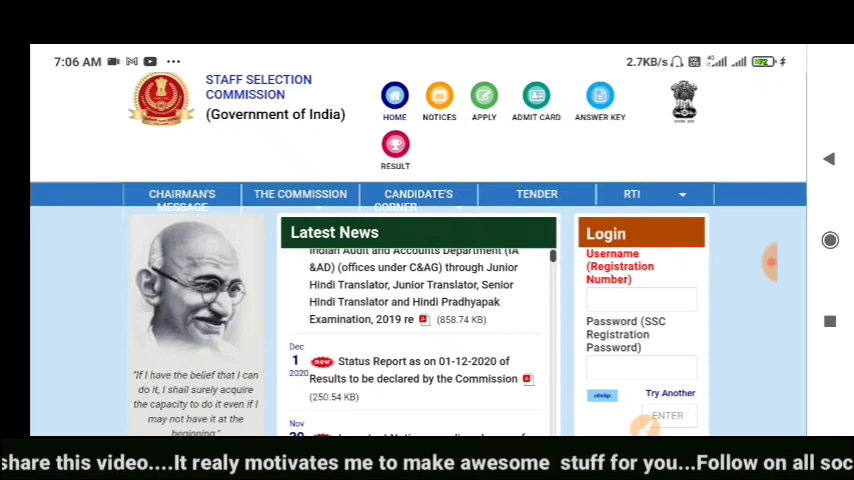 7:06 AM
2.7KB/s
4G
72
STAFF SELECTION
COMMISSION
(Government of India)
HOME
NOTICES
APPLY
ADMIT CARD
ANSWER KEY
RESULT
CHAIRMAN'S
MESSAGE
THE COMMISSION
CANDIDATE'S
CORNER
TENDER
RTI
"If I have the belief that I can
do it, I shall surely acquire
the capacity to do it even if I
may not have it at the
beginning."
Latest News
Indian Audit and Accounts Department (IA
&AD) (offices under C&AG) through Junior
Hindi Translator, Junior Translator, Senior
Hindi Translator and Hindi Pradhyapak
Examination, 2019 re (858.74 KB)
Dec
1
2020
new Status Report as on 01-12-2020 of
Results to be declared by the Commission
(250.54 KB)
Nov
Login
Username
(Registration
Number)
Password (SSC
Registration
Password)
Try Another
ENTER
share this video....It realy motivates me to make awesome stuff for you...Follow on all soc